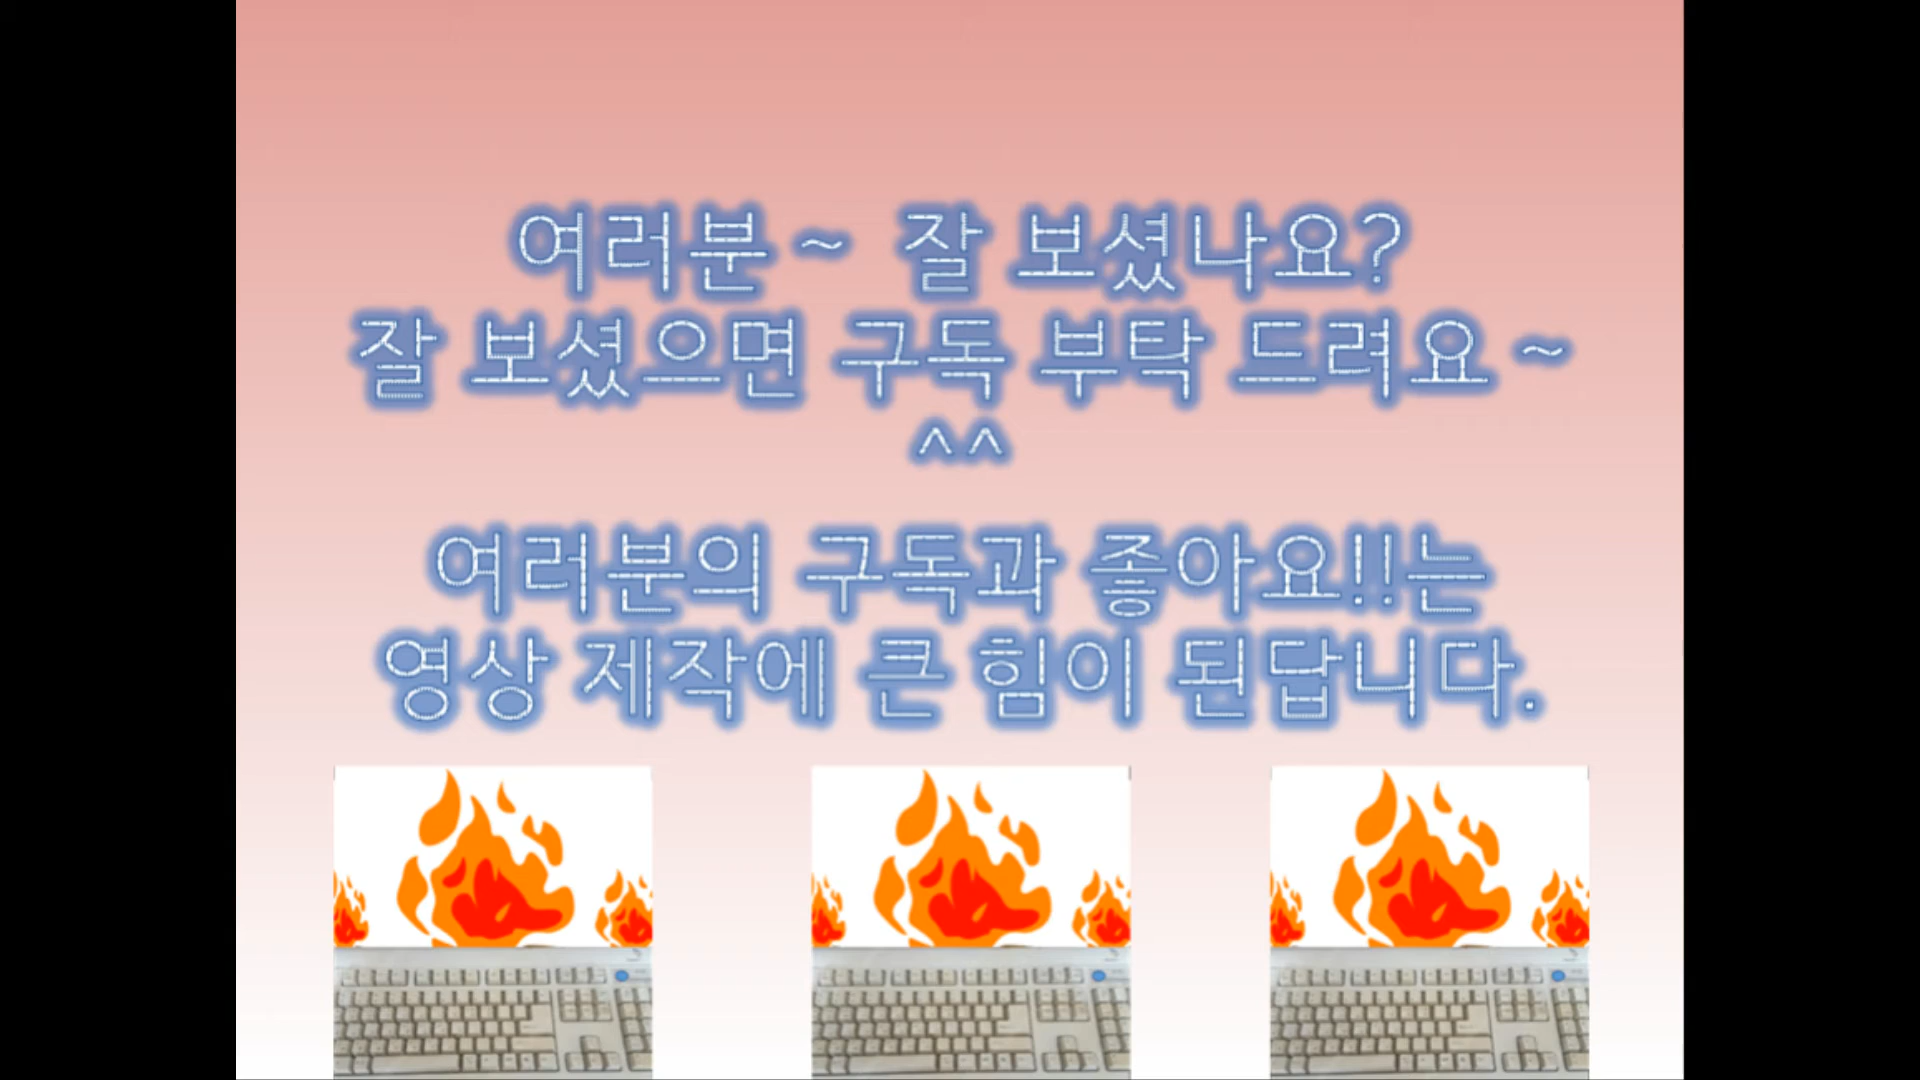 여러분~ 잘 보셨나요?
잘 보셨으면 구독 부탁 드려요~
^^
여러분의 구독과 좋아요!!는
영상 제작에 큰 힘이 된답니다.